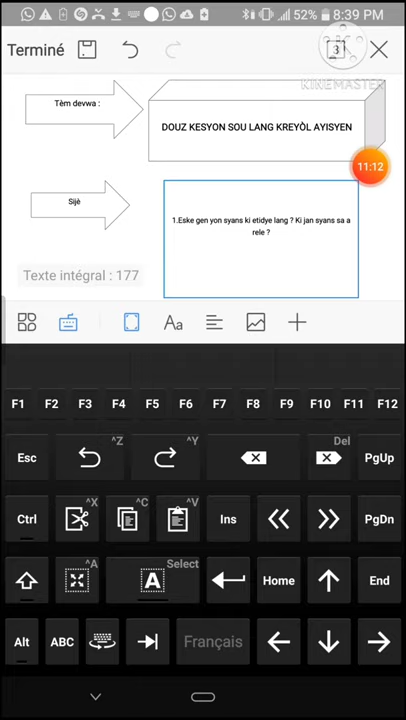 52% 8:39 PM
Terminé
3
KINEMASTER
Tèm devwa :
DOUZ KESYON SOU LANG KREYÒL AYISYEN
11:12
Sijè
1.Eske gen yon syans ki etidye lang ? Ki jan syans sa a
rele ?
Texte intégral : 177
Aa
F1 F2 F3 F4 F5 F6 F7 F8 F9 F10 F11 F12
Esc ^Z ^Y Del PgUp
Ctrl ^X ^C ^V Ins PgDn
^A A Select Home End
Alt ABC Français